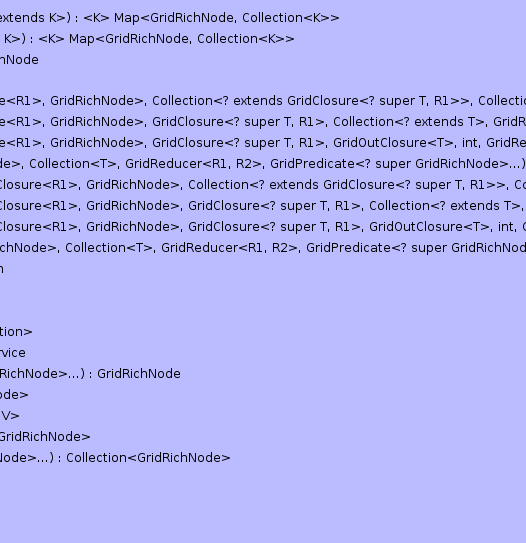 extends K>) : <K> Map<GridRichNode, Collection<K>>
K>) : <K> Map<GridRichNode, Collection<K>>
hNode
e<R1>, GridRichNode>, Collection<? extends GridClosure<? super T, R1>>, Collectio
e<R1>, GridRichNode>, GridClosure<? super T, R1>, Collection<? extends T>, GridR
e<R1>, GridRichNode>, GridClosure<? super T, R1>, GridOutClosure<T>, int, GridRe
de>, Collection<T>, GridReducer<R1, R2>, GridPredicate<? super GridRichNode>...)
Closure<R1>, GridRichNode>, Collection<? extends GridClosure<? super T, R1>>, Co
Closure<R1>, GridRichNode>, GridClosure<? super T, R1>, Collection<? extends T>,
Closure<R1>, GridRichNode>, GridClosure<? super T, R1>, GridOutClosure<T>, int, G
chNode>, Collection<T>, GridReducer<R1, R2>, GridPredicate<? super GridRichNod
n
tion>
rvice
RichNode>...) : GridRichNode
ode>
V>
GridRichNode>
Node>...) : Collection<GridRichNode>